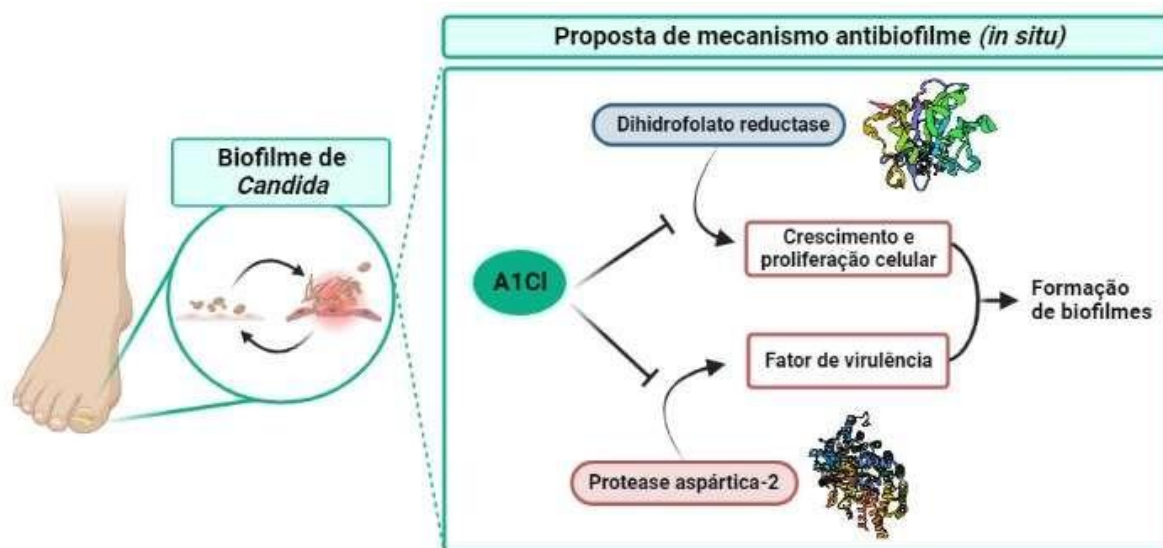 Proposta de mecanismo antibiofilme (in situ)
Biofilme de
Candida
Dihidrofolato reductase
A1Cl
Crescimento e
proliferação celular
Fator de virulência
Formação
de biofilmes
Protease aspártica-2